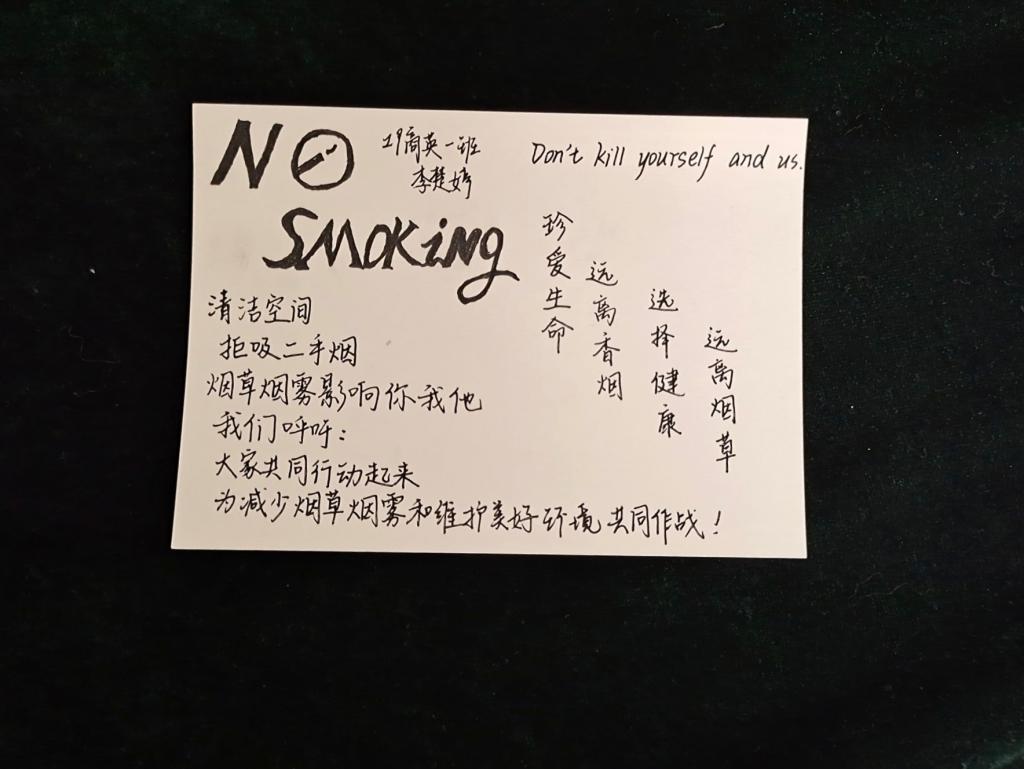 NO
19商英一班
李楚婷
Don't kill yourself and us.
SMOKING
珍爱生命
远离香烟
选择健康
远离烟草
清洁空间
拒吸二手烟
烟草烟雾影响你我他
我们呼吁：
大家共同行动起来
为减少烟草烟雾和维护美好环境共同作战！